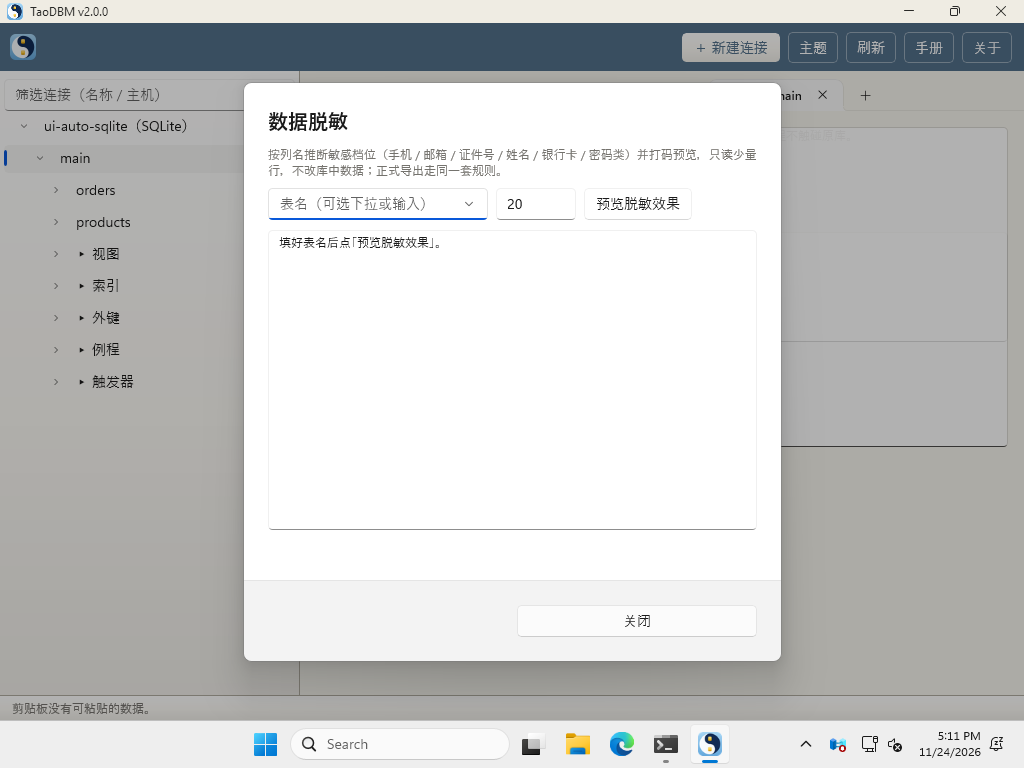 TaoDBM v2.0.0
+ 新建连接
主题
刷新
手册
关于
筛选连接（名称 / 主机）
ui-auto-sqlite（SQLite）
main
orders
products
视图
索引
外键
例程
触发器
main
数据脱敏
按列名推断敏感档位（手机 / 邮箱 / 证件号 / 姓名 / 银行卡 / 密码类）并打码预览，只读少量
行，不改库中数据；正式导出走同一套规则。
表名（可选下拉或输入）
20
预览脱敏效果
填好表名后点「预览脱敏效果」。
关闭
剪贴板没有可粘贴的数据。
Search
5:11 PM
11/24/2026